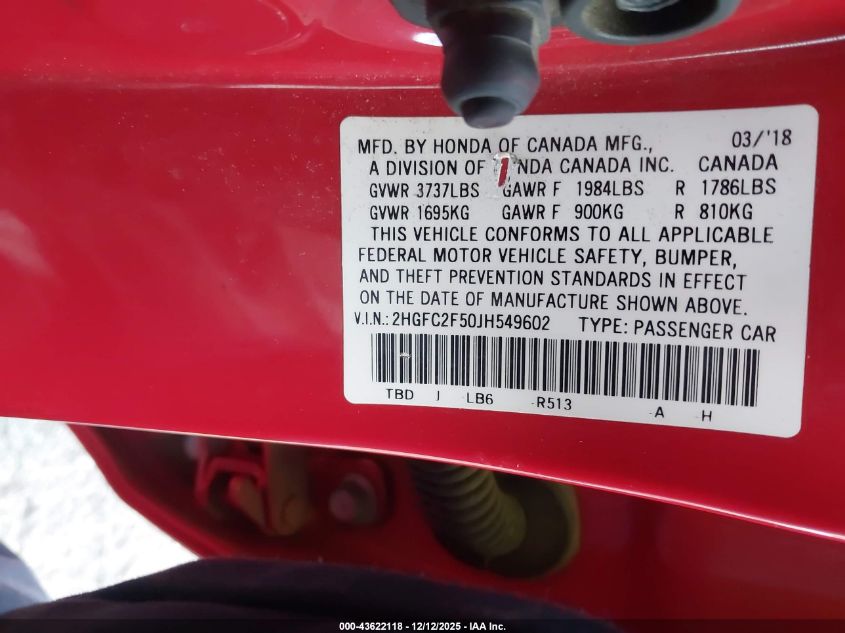 MFD. BY HONDA OF CANADA MFG., 03/'18
A DIVISION OF NDA CANADA INC. CANADA
GVWR 3737LBS GAWR F 1984LBS R 1786LBS
GVWR 1695KG GAWR F 900KG R 810KG
THIS VEHICLE CONFORMS TO ALL APPLICABLE
FEDERAL MOTOR VEHICLE SAFETY, BUMPER,
AND THEFT PREVENTION STANDARDS IN EFFECT
ON THE DATE OF MANUFACTURE SHOWN ABOVE.
V.I.N.: 2HGFC2F50JH549602 TYPE: PASSENGER CAR
TBD J LB6 -R513 -A -H
000-43622118 - 12/12/2025 - IAA Inc.